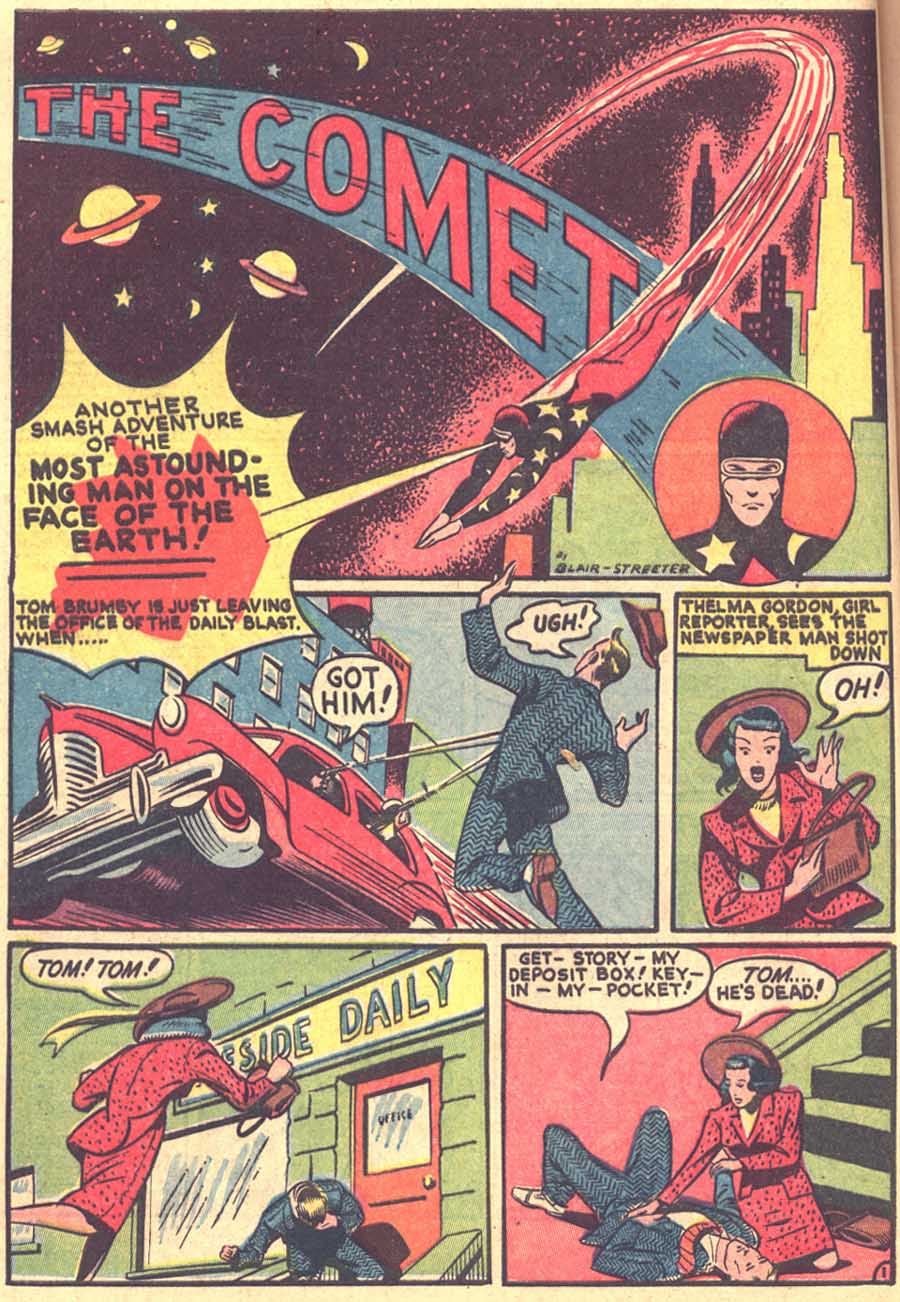 THE COMET
ANOTHER
SMASH ADVENTURE
OF THE
MOST ASTOUND-
ING MAN ON THE
FACE OF THE
EARTH!
By
BLAIR-STREETER
TOM BRUMBY IS JUST LEAVING
THE OFFICE OF THE DAILY BLAST.
WHEN.....
GOT
HIM!
UGH!
THELMA GORDON, GIRL
REPORTER, SEES THE
NEWSPAPER MAN SHOT
DOWN
OH!
TOM! TOM!
ESIDE DAILY
OFFICE
GET- STORY- MY
DEPOSIT BOX! KEY-
IN - MY - POCKET!
TOM...
HE'S DEAD!
1